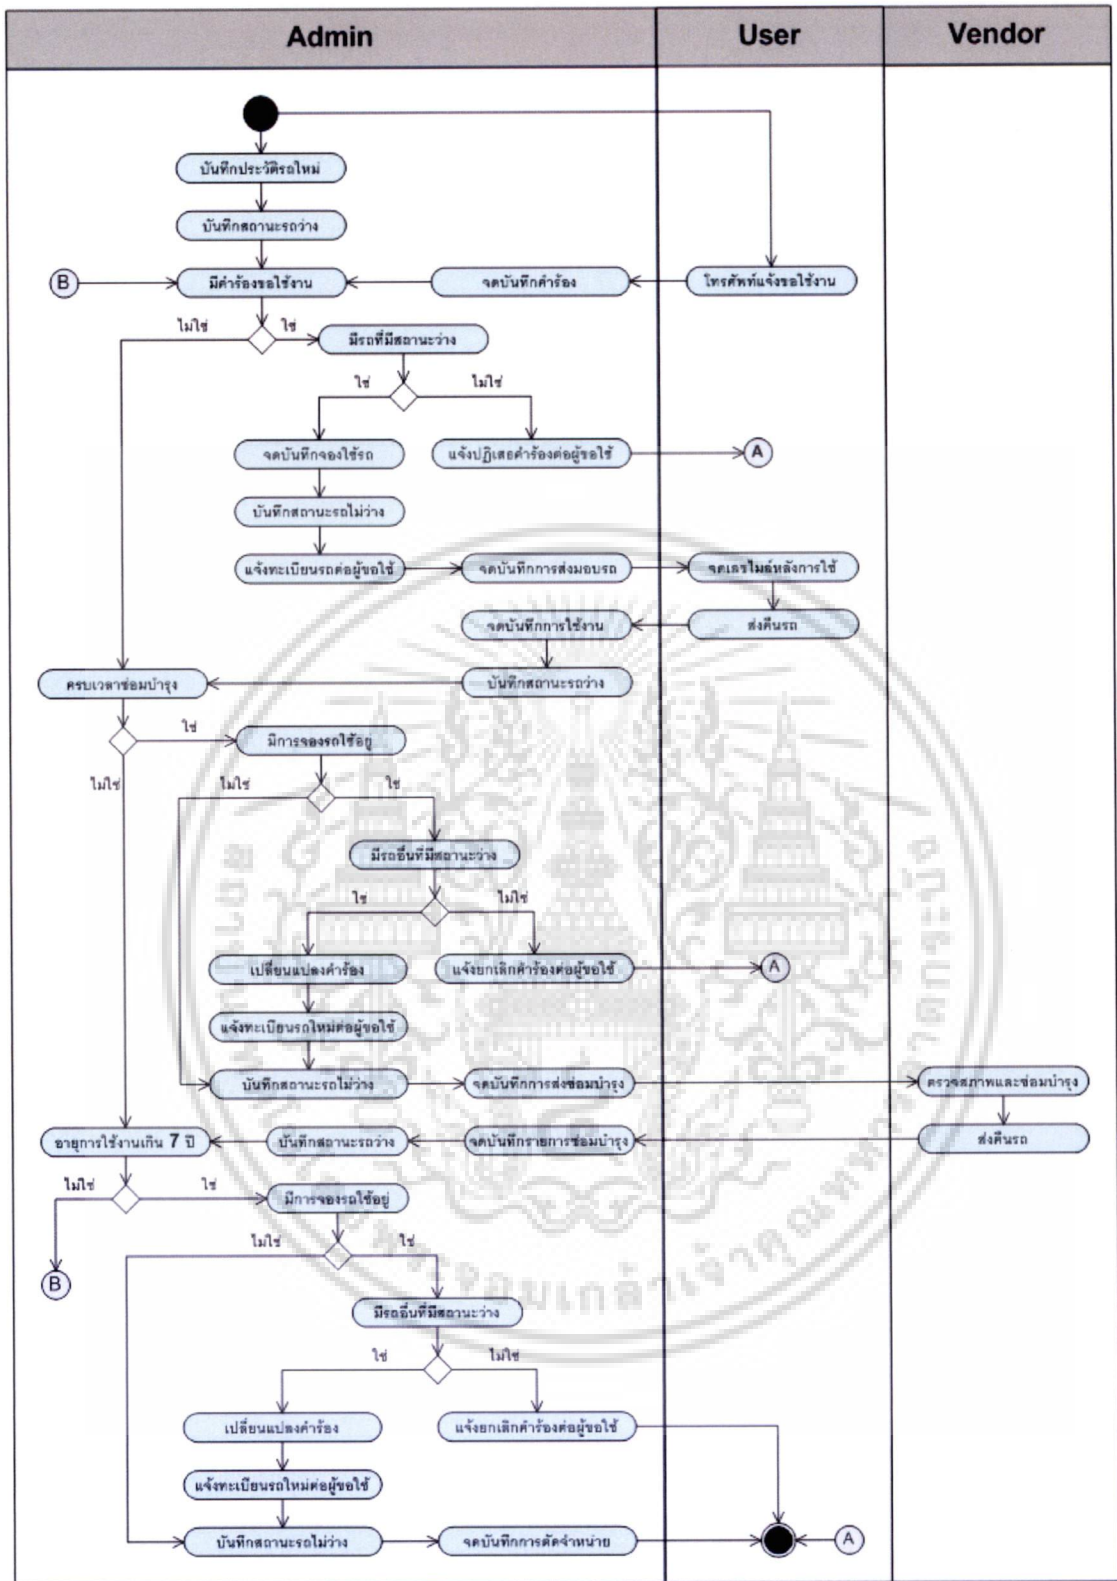 Admin User Vendor
บันทึกประวัติรถใหม่
บันทึกสถานะรถว่าง
B มีคำร้องขอใช้งาน จดบันทึกคำร้อง โทรศัพท์แจ้งขอใช้งาน
ไม่ใช่ ใช่ มีรถที่มีสถานะว่าง
ใช่ ไม่ใช่
จดบันทึกจองใช้รถ แจ้งปฏิเสธคำร้องต่อผู้ขอใช้ A
บันทึกสถานะรถไม่ว่าง
แจ้งทะเบียนรถต่อผู้ขอใช้ จดบันทึกการส่งมอบรถ จดเลขไมล์หลังการใช้
จดบันทึกการใช้งาน ส่งคืนรถ
ครบเวลาซ่อมบำรุง บันทึกสถานะรถว่าง
ใช่ มีการจองรถใช้อยู่
ไม่ใช่ ไม่ใช่ ใช่
มีรถอื่นที่มีสถานะว่าง
ใช่ ไม่ใช่
เปลี่ยนแปลงคำร้อง แจ้งยกเลิกคำร้องต่อผู้ขอใช้ A
แจ้งทะเบียนรถใหม่ต่อผู้ขอใช้
บันทึกสถานะรถไม่ว่าง จดบันทึกการส่งซ่อมบำรุง ตรวจสภาพและซ่อมบำรุง
อายุการใช้งานเกิน 7 ปี บันทึกสถานะรถว่าง จดบันทึกรายการซ่อมบำรุง ส่งคืนรถ
ไม่ใช่ ใช่ มีการจองรถใช้อยู่
ไม่ใช่ ใช่
B
มีรถอื่นที่มีสถานะว่าง
ใช่ ไม่ใช่
เปลี่ยนแปลงคำร้อง แจ้งยกเลิกคำร้องต่อผู้ขอใช้
แจ้งทะเบียนรถใหม่ต่อผู้ขอใช้
บันทึกสถานะรถไม่ว่าง จดบันทึกการตัดจำหน่าย A